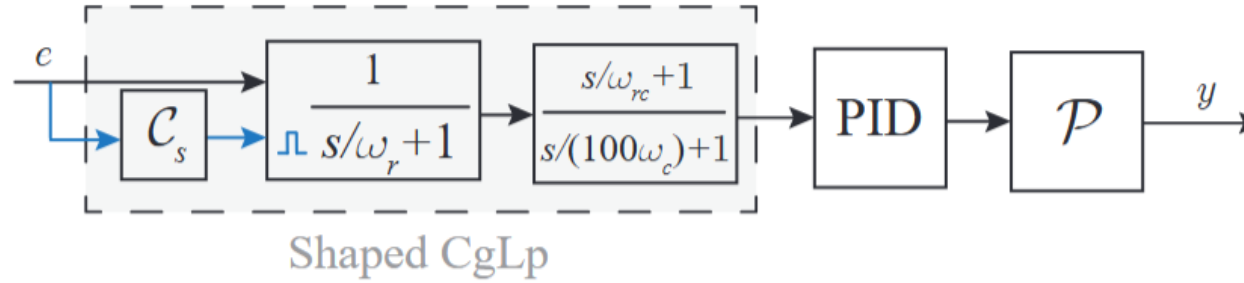 e
C_s
1
s/ω_r+1
s/ω_rc+1
s/(100ω_c)+1
PID
P
y
Shaped CgLp